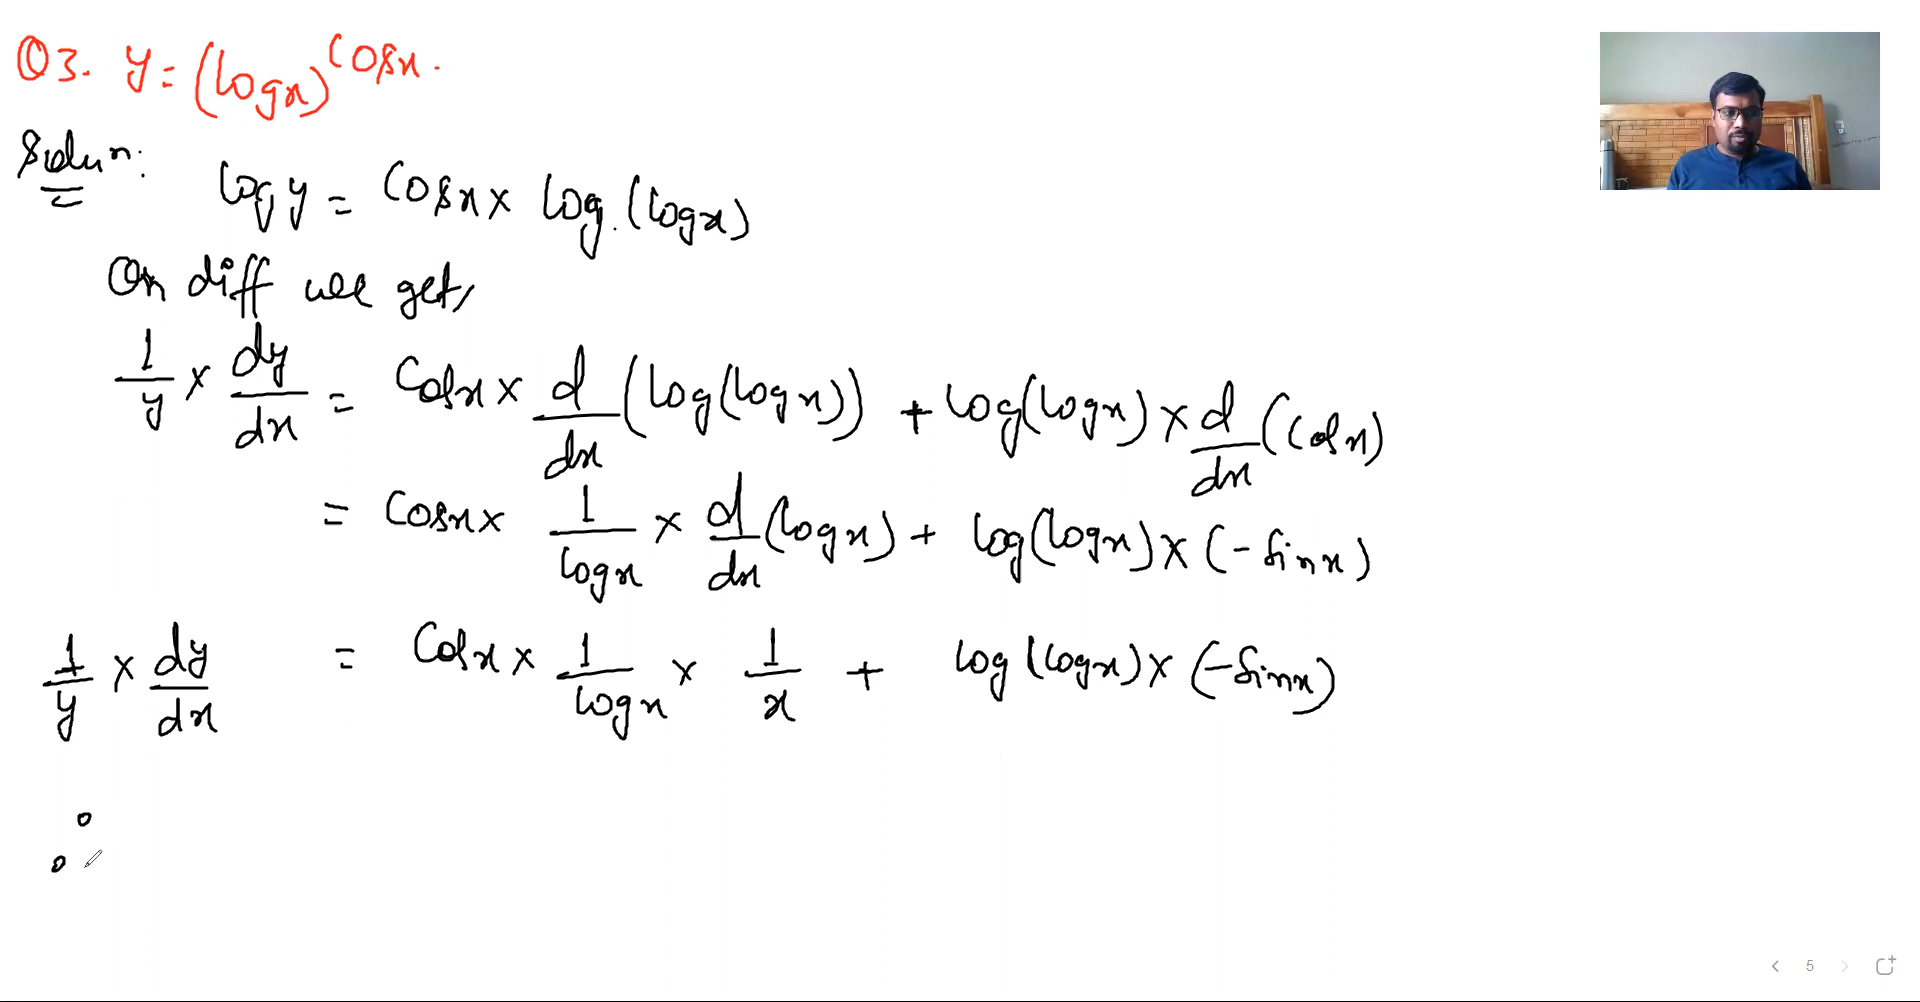 Q3. y = (log x)^cos x.
Solun:
log y = Cos x × log (log x)
On diff we get,
1/y × dy/dx = Cos x × d/dx (log(log x)) + log(log x) × d/dx (Cos x)
= Cos x × 1/log x × d/dx (log x) + log(log x) × (- Sin x)
1/y × dy/dx = Cos x × 1/log x × 1/x + log (log x) × (- Sin x)
5